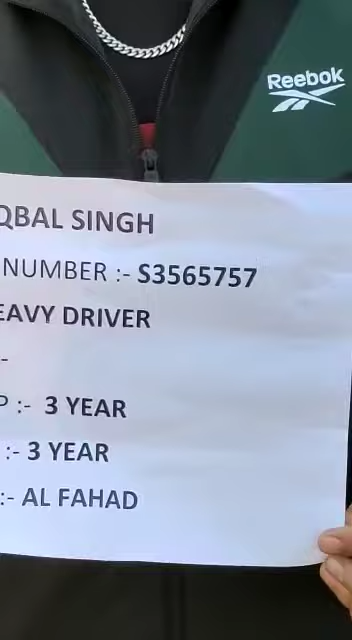 Reebok
QBAL SINGH
NUMBER :- S3565757
EAVY DRIVER
-
P :- 3 YEAR
:- 3 YEAR
:- AL FAHAD